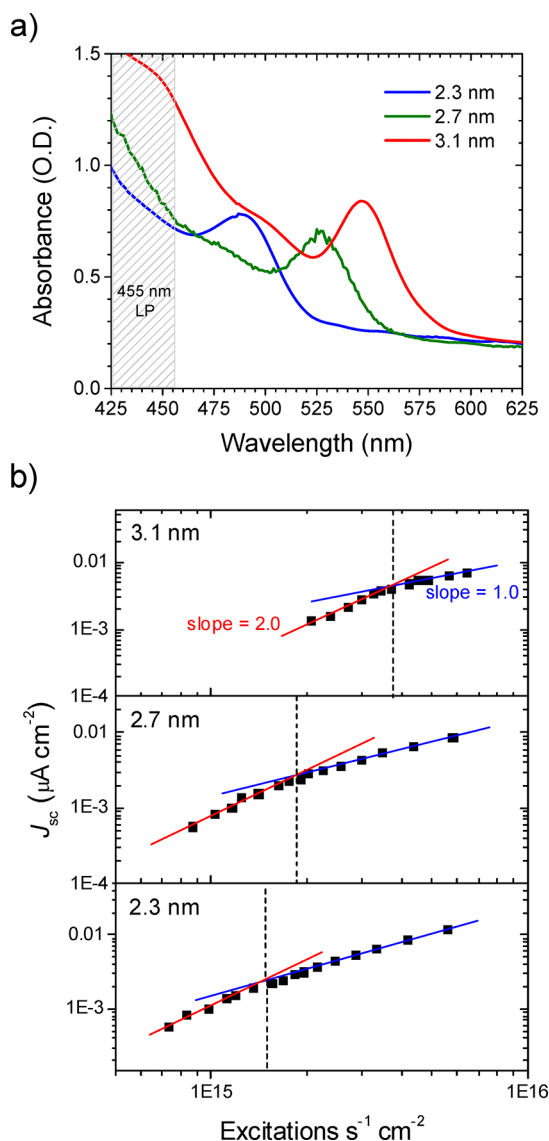 a)
1.5
1.0
0.5
0.0
Absorbance (O.D.)
2.3 nm
2.7 nm
3.1 nm
455 nm
LP
425 450 475 500 525 550 575 600 625
Wavelength (nm)
b)
3.1 nm
0.01
1E-3
1E-4
slope = 2.0
slope = 1.0
2.7 nm
0.01
1E-3
1E-4
Jsc (μA cm⁻²)
2.3 nm
0.01
1E-3
1E15 1E16
Excitations s⁻¹ cm⁻²